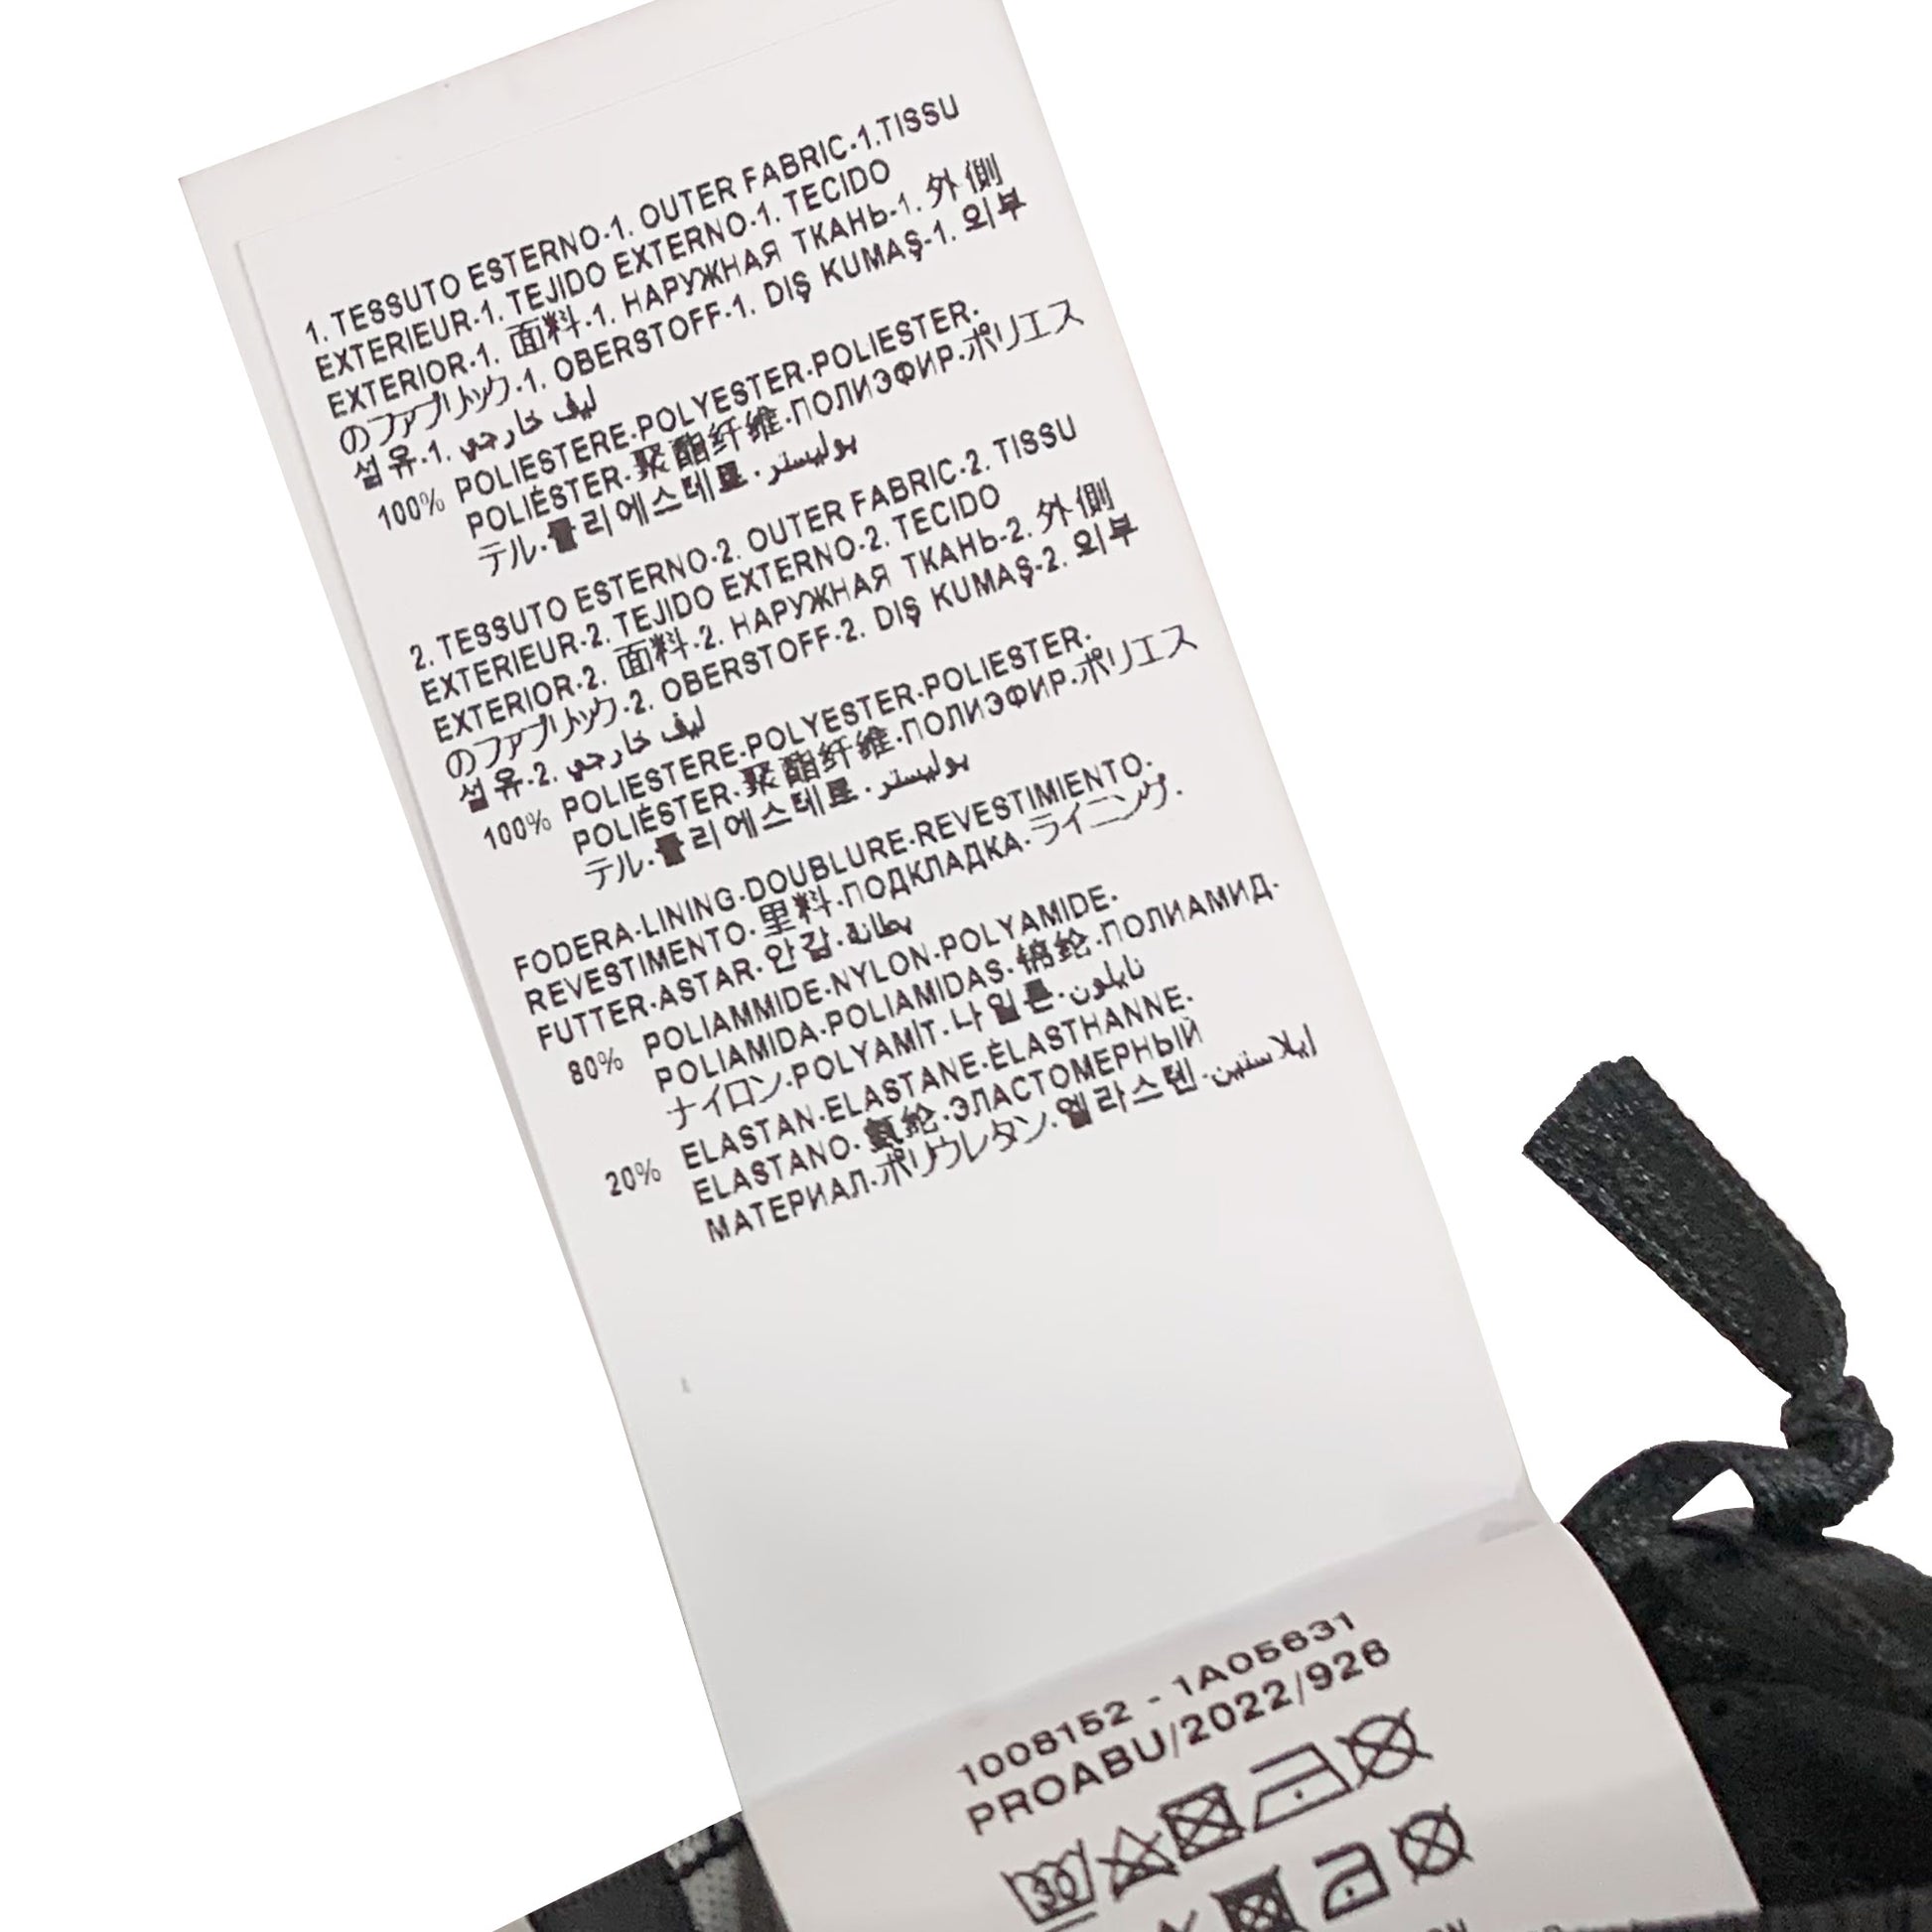 1. TESSUTO ESTERNO-1. OUTER FABRIC-1.TISSU
EXTERIEUR-1. TEJIDO EXTERNO-1. TECIDO
EXTERIOR-1. 面料-1. НАРУЖНАЯ ТКАНЬ-1. 外側
のファブリック-1. OBERSTOFF-1. DIŞ KUMAŞ-1. 외부
섬유-1. ليف خارجي
100% POLIESTERE-POLYESTER-POLIESTER-
POLIÉSTER-聚酯纤维-ПОЛИЭФИР-ポリエス
テル-폴리에스테르-بوليستر
2. TESSUTO ESTERNO-2. OUTER FABRIC-2. TISSU
EXTERIEUR-2. TEJIDO EXTERNO-2. TECIDO
EXTERIOR-2. 面料-2. НАРУЖНАЯ ТКАНЬ-2. 外側
のファブリック-2. OBERSTOFF-2. DIŞ KUMAŞ-2. 외부
섬유-2. ليف خارجي
100% POLIESTERE-POLYESTER-POLIESTER-
POLIÉSTER-聚酯纤维-ПОЛИЭФИР-ポリエス
テル-폴리에스테르-بوليستر
FODERA-LINING-DOUBLURE-REVESTIMIENTO-
REVESTIMENTO-里料-ПОДКЛАДКА-ライニング-
FUTTER-ASTAR-안감-بطانة
80% POLIAMMIDE-NYLON-POLYAMIDE-
POLIAMIDA-POLIAMIDAS-锦纶-ПОЛИАМИД-
ナイロン-POLYAMİT-나일론-نايلون
20% ELASTAN-ELASTANE-ÉLASTHANNE-
ELASTANO-氨纶-ЭЛАСТОМЕРНЫЙ
МАТЕРИАЛ-ポリウレタン-엘라스텐-ايلاستين
1008152 - 1A05631
PROABU/2022/926
30